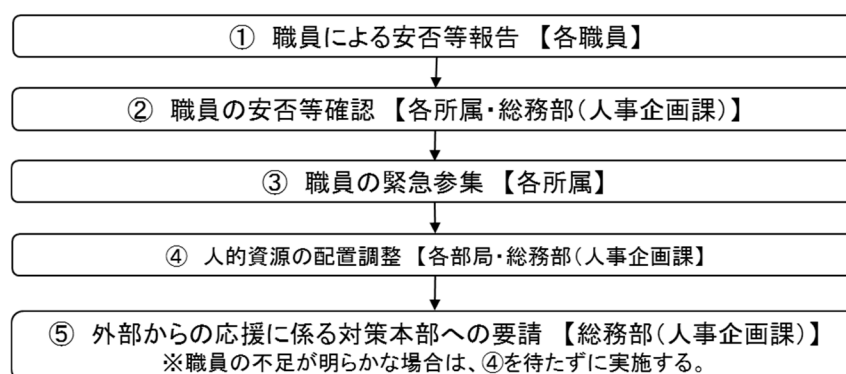 ① 職員による安否等報告 【各職員】
② 職員の安否等確認 【各所属・総務部(人事企画課)】
③ 職員の緊急参集 【各所属】
④ 人的資源の配置調整 【各部局・総務部(人事企画課】
⑤ 外部からの応援に係る対策本部への要請 【総務部(人事企画課)】
※職員の不足が明らかな場合は、④を待たずに実施する。